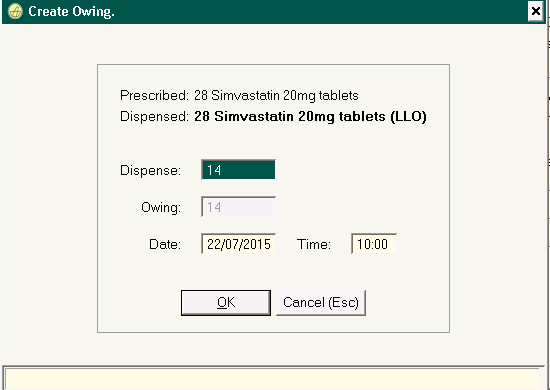 Create Owing.
Prescribed: 28 Simvastatin 20mg tablets
Dispensed: 28 Simvastatin 20mg tablets (LLO)
Dispense: 14
Owing: 14
Date: 22/07/2015 Time: 10:00
OK Cancel (Esc)